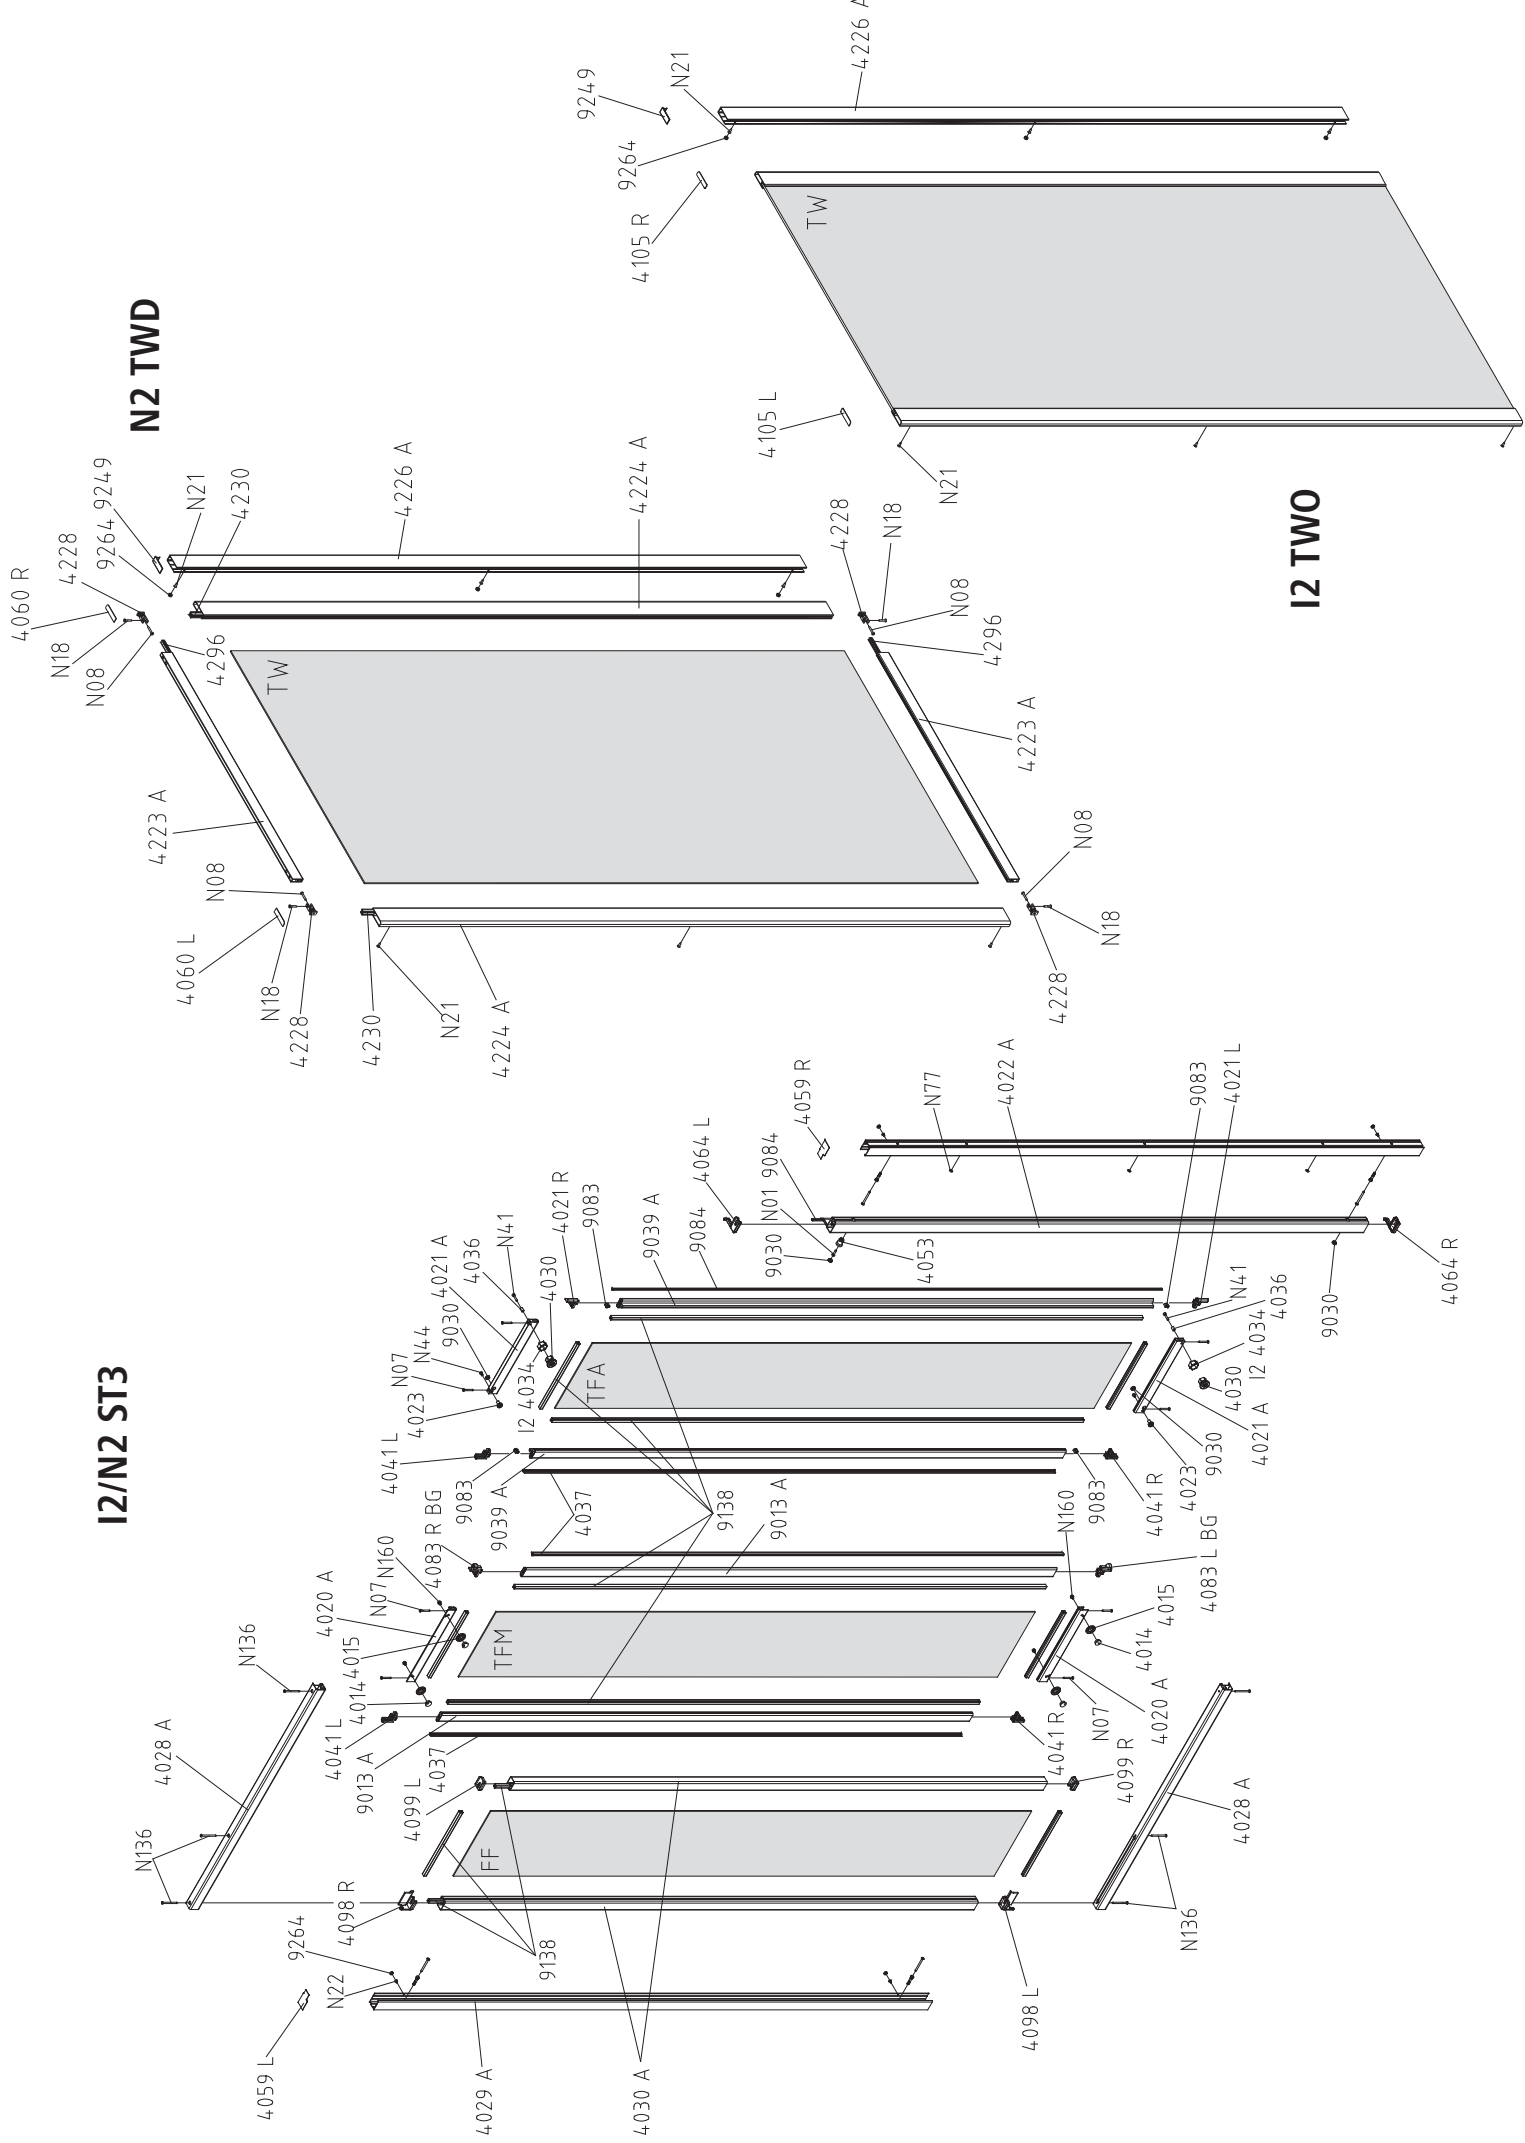 N2 TWD
4060 R
4228
9264
9249
N21
4230
N18
N08
4296
TW
4226 A
4224 A
4223 A
N08
4060 L
N18
4228
4230
N21
4224 A
4228
N18
N08
4296
4223 A
N08
N18
4228
I2 TWO
9249
N21
4226 A
9264
4105 R
TW
4105 L
N21
I2/N2 ST3
N136
4028 A
N136
4020 A
N07
N160
4083 R BG
4015
4014
4041 L
9013 A
4037
4099 L
TFM
FF
4098 R
9264
N22
4059 L
4029 A
4030 A
9138
4098 L
N136
4028 A
4099 R
4041 R
N07
4020 A
4014
4015
4083 L BG
N160
9013 A
9138
4037
9039 A
9083
4041 L
4023
N07
N44
9030
4021 A
4036
N41
I2 4034
4030
TFA
4021 R
9083
9039 A
9084
4064 L
4059 R
9084
N01
9030
4053
N77
4022 A
9083
4021 L
4064 R
9030
N41
4036
I2 4034
4030
4021 A
9030
4023
4041 R
9083